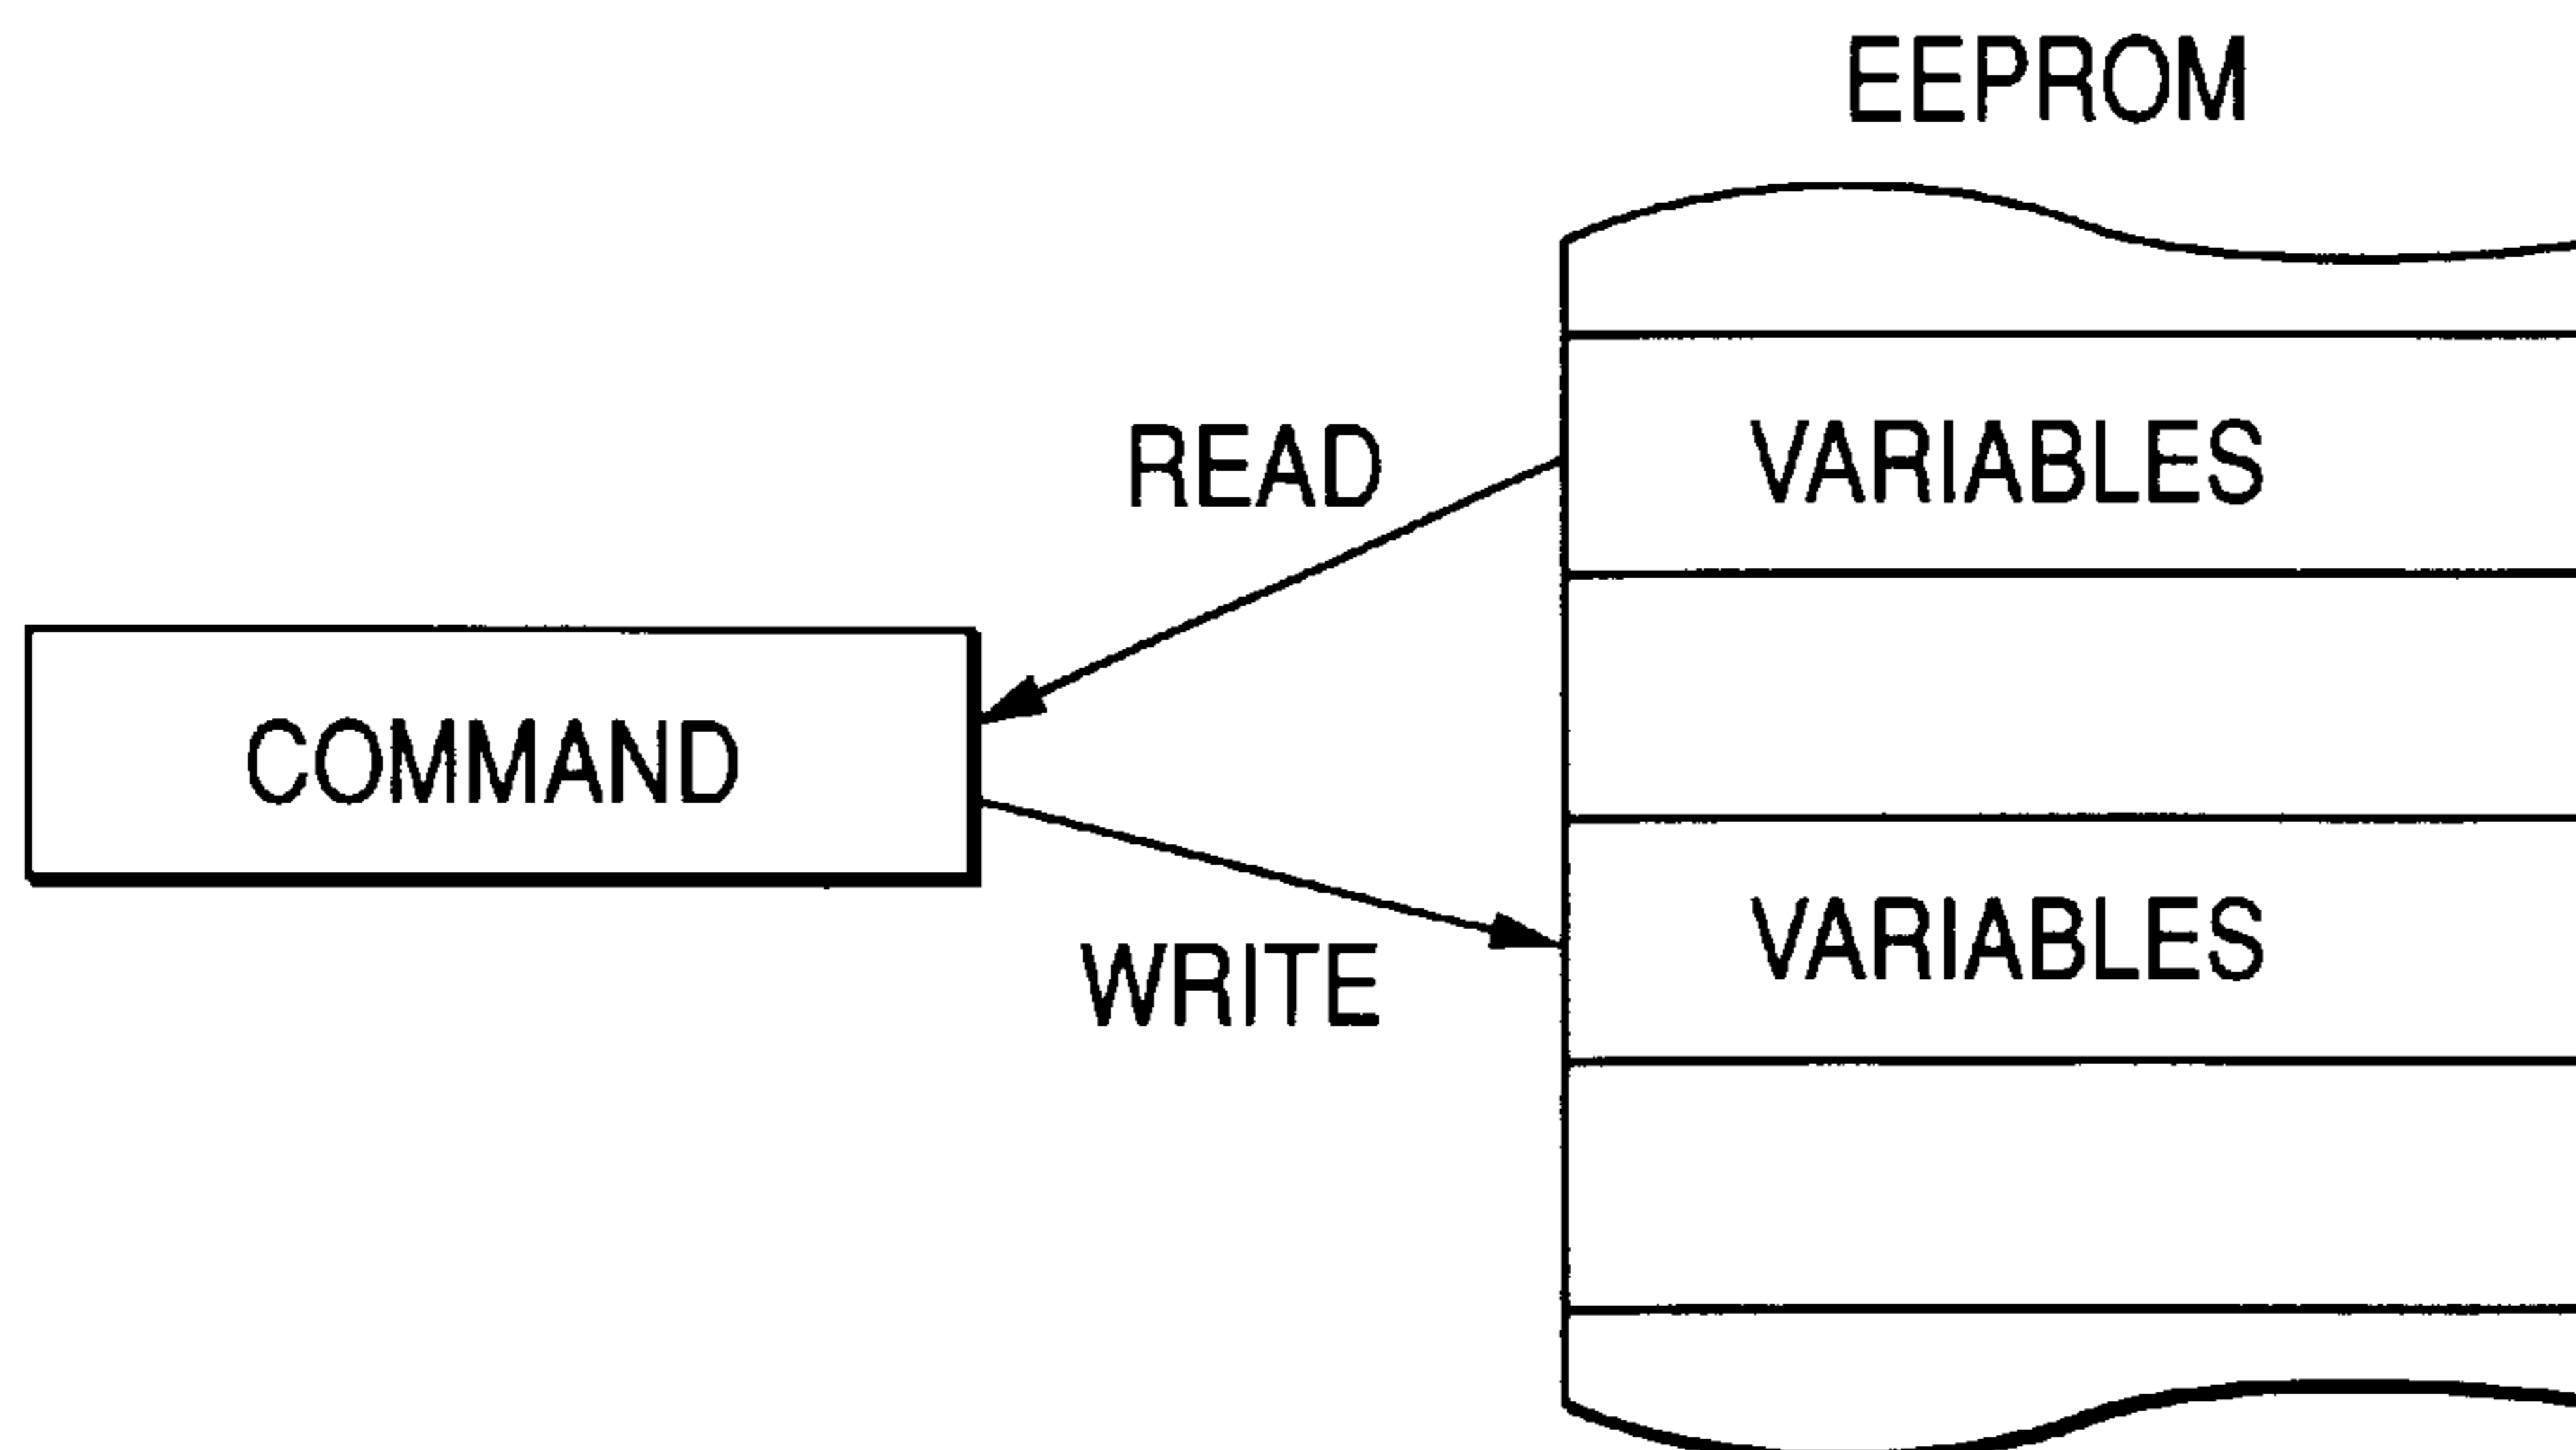 EEPROM
READ
VARIABLES
COMMAND
WRITE
VARIABLES